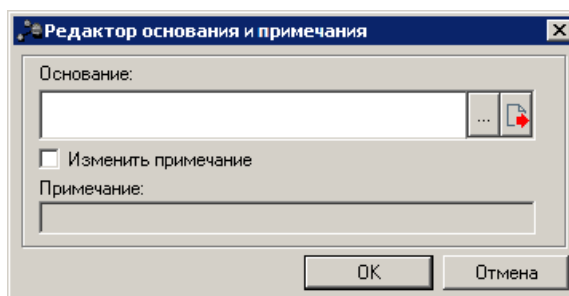 Редактор основания и примечания
Основание:
...
Изменить примечание
Примечание:
OK
Отмена